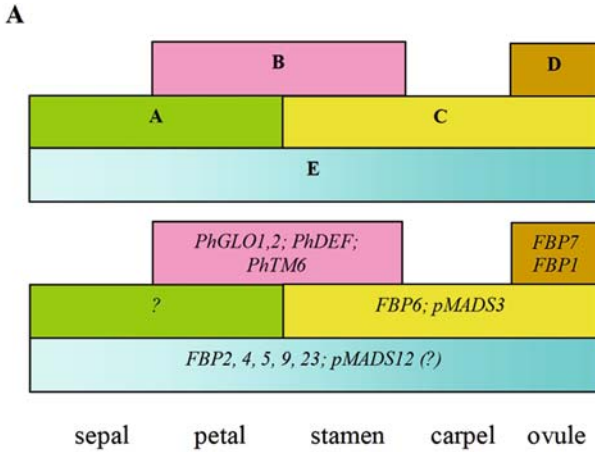 A
B
D
A
C
E
PhGLO1,2; PhDEF;
PhTM6
FBP7
FBP1
?
FBP6; pMADS3
FBP2, 4, 5, 9, 23; pMADS12 (?)
sepal petal stamen carpel ovule